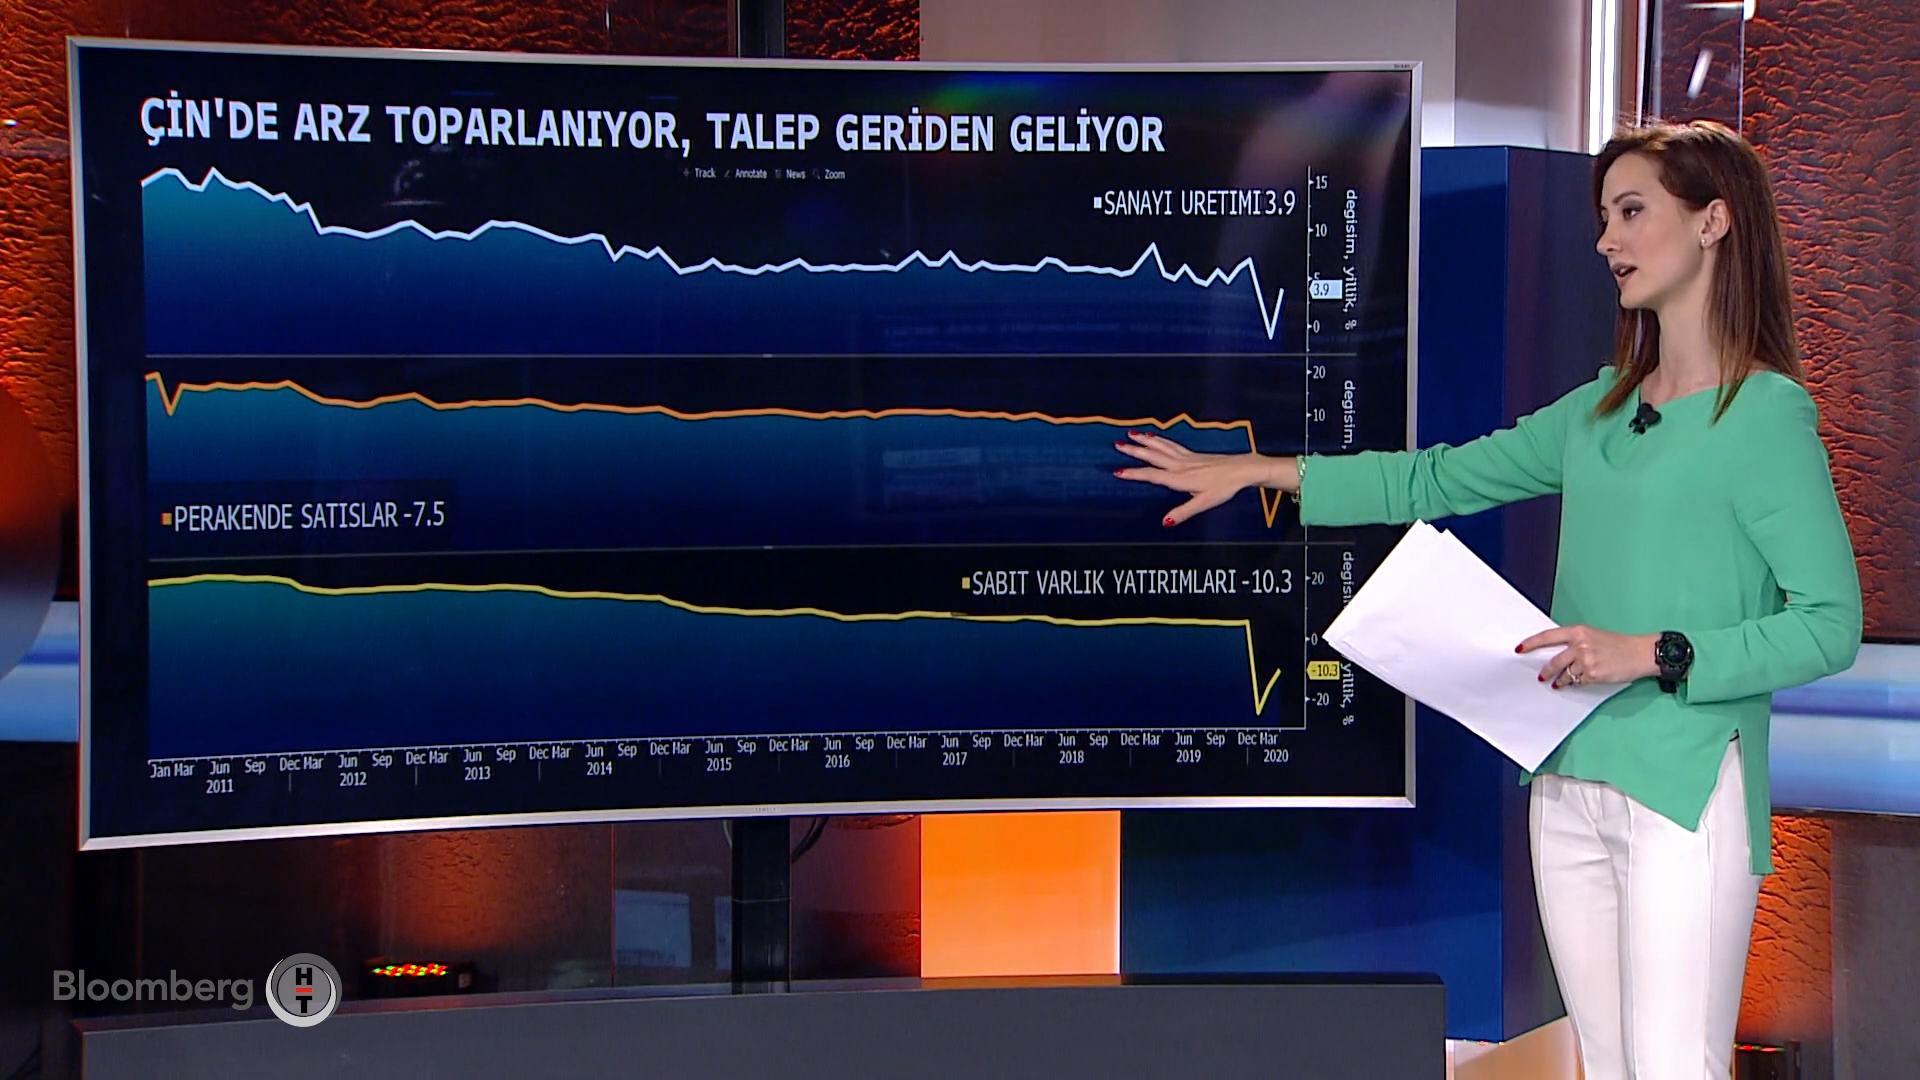 ÇİN'DE ARZ TOPARLANIYOR, TALEP GERİDEN GELİYOR
Track Annotate News Zoom
SANAYI URETIMI 3.9
15
10
5
3.9
0
degisim, yillik, %
20
10
degisim,
PERAKENDE SATISLAR -7.5
SABIT VARLIK YATIRIMLARI -10.3
20
0
-10.3
-20
yillik, %
Jan Mar Jun Sep Dec Mar Jun Sep Dec Mar Jun Sep Dec Mar Jun Sep Dec Mar Jun Sep Dec Mar Jun Sep Dec Mar Jun Sep Dec Mar Jun Sep Dec Mar Jun Sep Dec Mar
2011 2012 2013 2014 2015 2016 2017 2018 2019 2020
Bloomberg HT